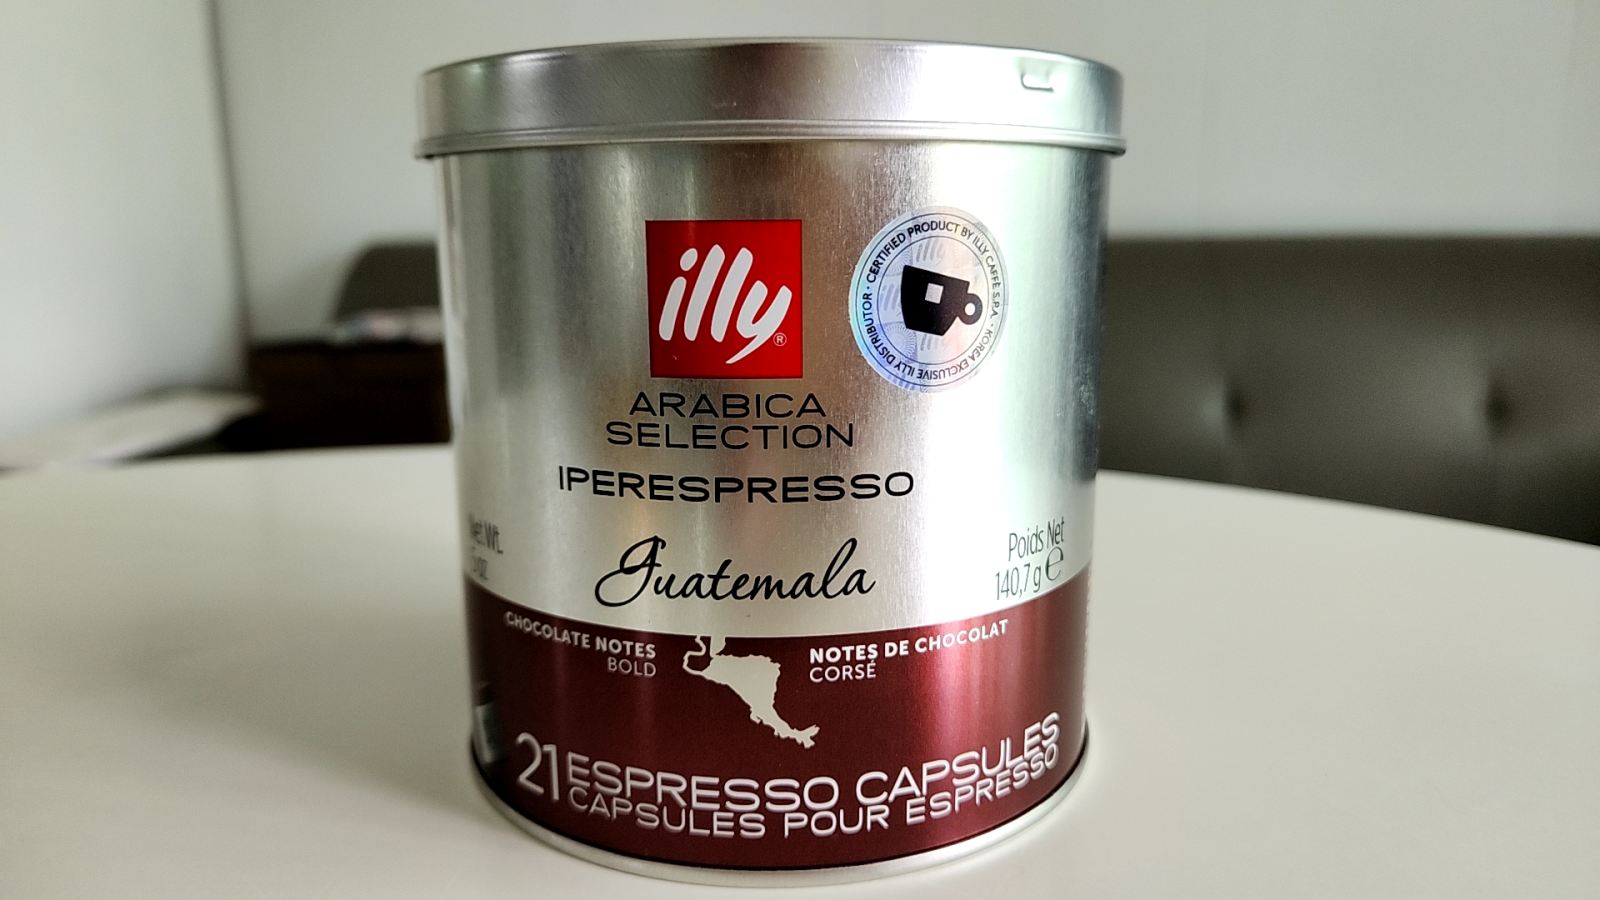 illy®
CERTIFIED PRODUCT BY ILLY CAFFÈ S.P.A. · KOREA EXCLUSIVE ILLY DISTRIBUTOR ·
ARABICA
SELECTION
IPERESPRESSO
Net Wt.
oz
Poids Net
140,7 g ℮
Guatemala
CHOCOLATE NOTES
BOLD
NOTES DE CHOCOLAT
CORSÉ
21 ESPRESSO CAPSULES
CAPSULES POUR ESPRESSO